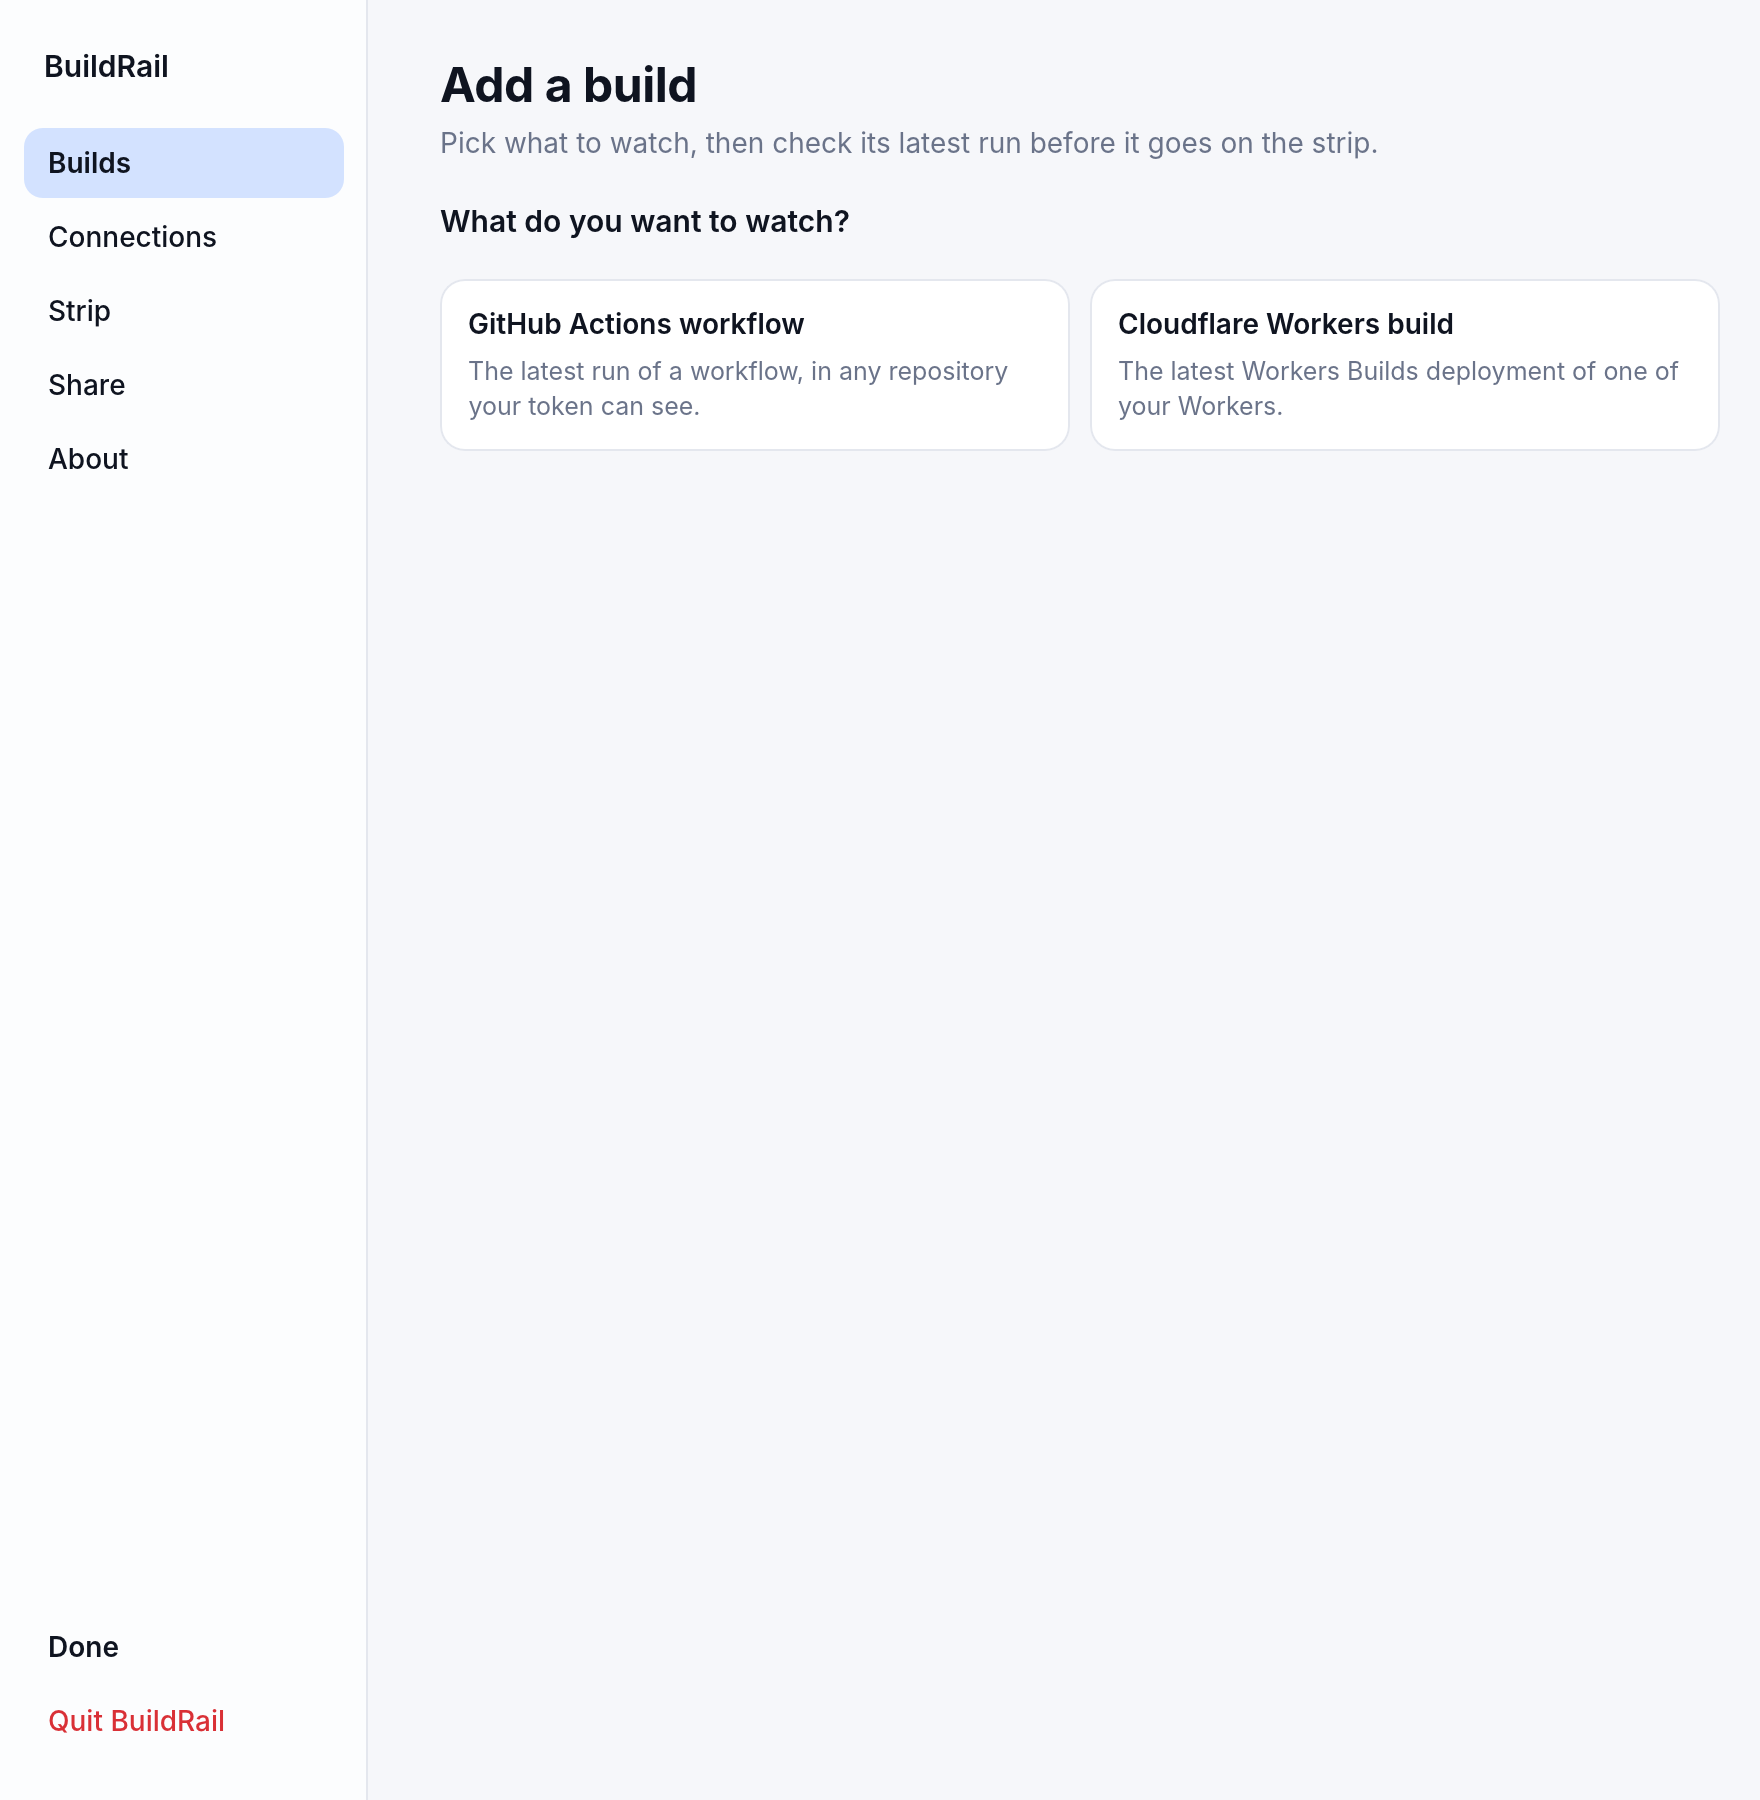 BuildRail
Builds
Connections
Strip
Share
About
Done
Quit BuildRail
Add a build
Pick what to watch, then check its latest run before it goes on the strip.
What do you want to watch?
GitHub Actions workflow
The latest run of a workflow, in any repository
your token can see.
Cloudflare Workers build
The latest Workers Builds deployment of one of
your Workers.